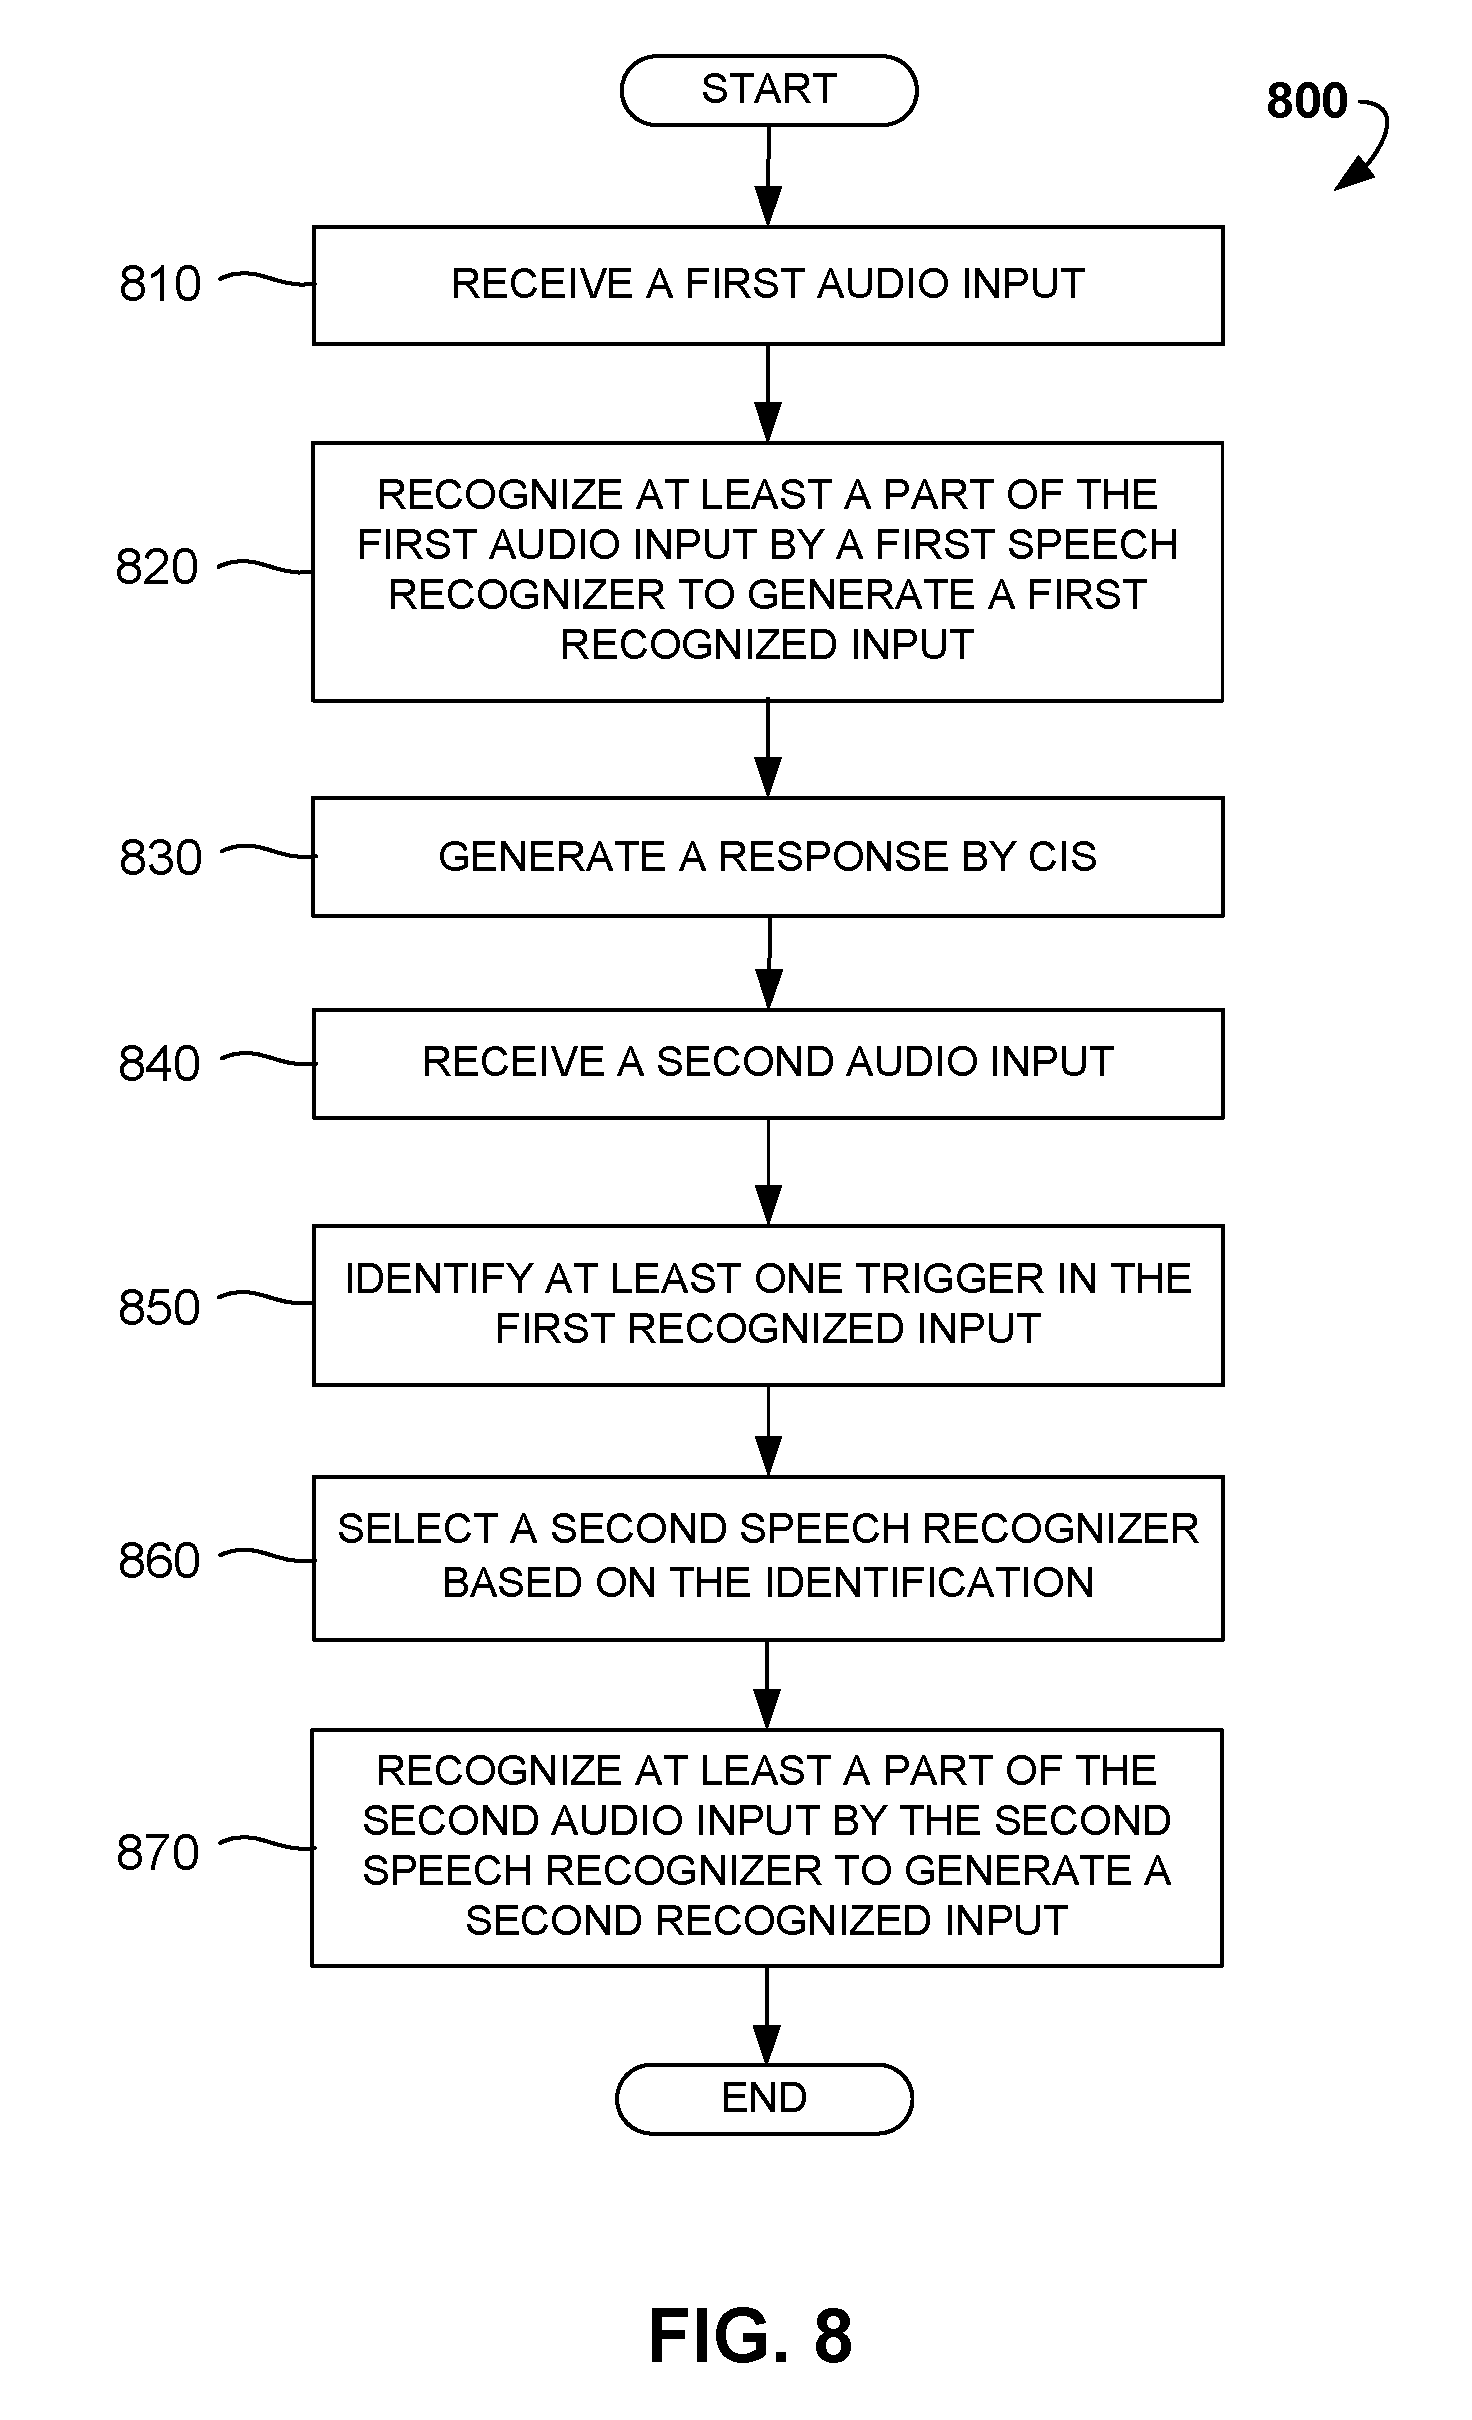 START
800
810
RECEIVE A FIRST AUDIO INPUT
820
RECOGNIZE AT LEAST A PART OF THE
FIRST AUDIO INPUT BY A FIRST SPEECH
RECOGNIZER TO GENERATE A FIRST
RECOGNIZED INPUT
830
GENERATE A RESPONSE BY CIS
840
RECEIVE A SECOND AUDIO INPUT
850
IDENTIFY AT LEAST ONE TRIGGER IN THE
FIRST RECOGNIZED INPUT
860
SELECT A SECOND SPEECH RECOGNIZER
BASED ON THE IDENTIFICATION
870
RECOGNIZE AT LEAST A PART OF THE
SECOND AUDIO INPUT BY THE SECOND
SPEECH RECOGNIZER TO GENERATE A
SECOND RECOGNIZED INPUT
END
FIG. 8